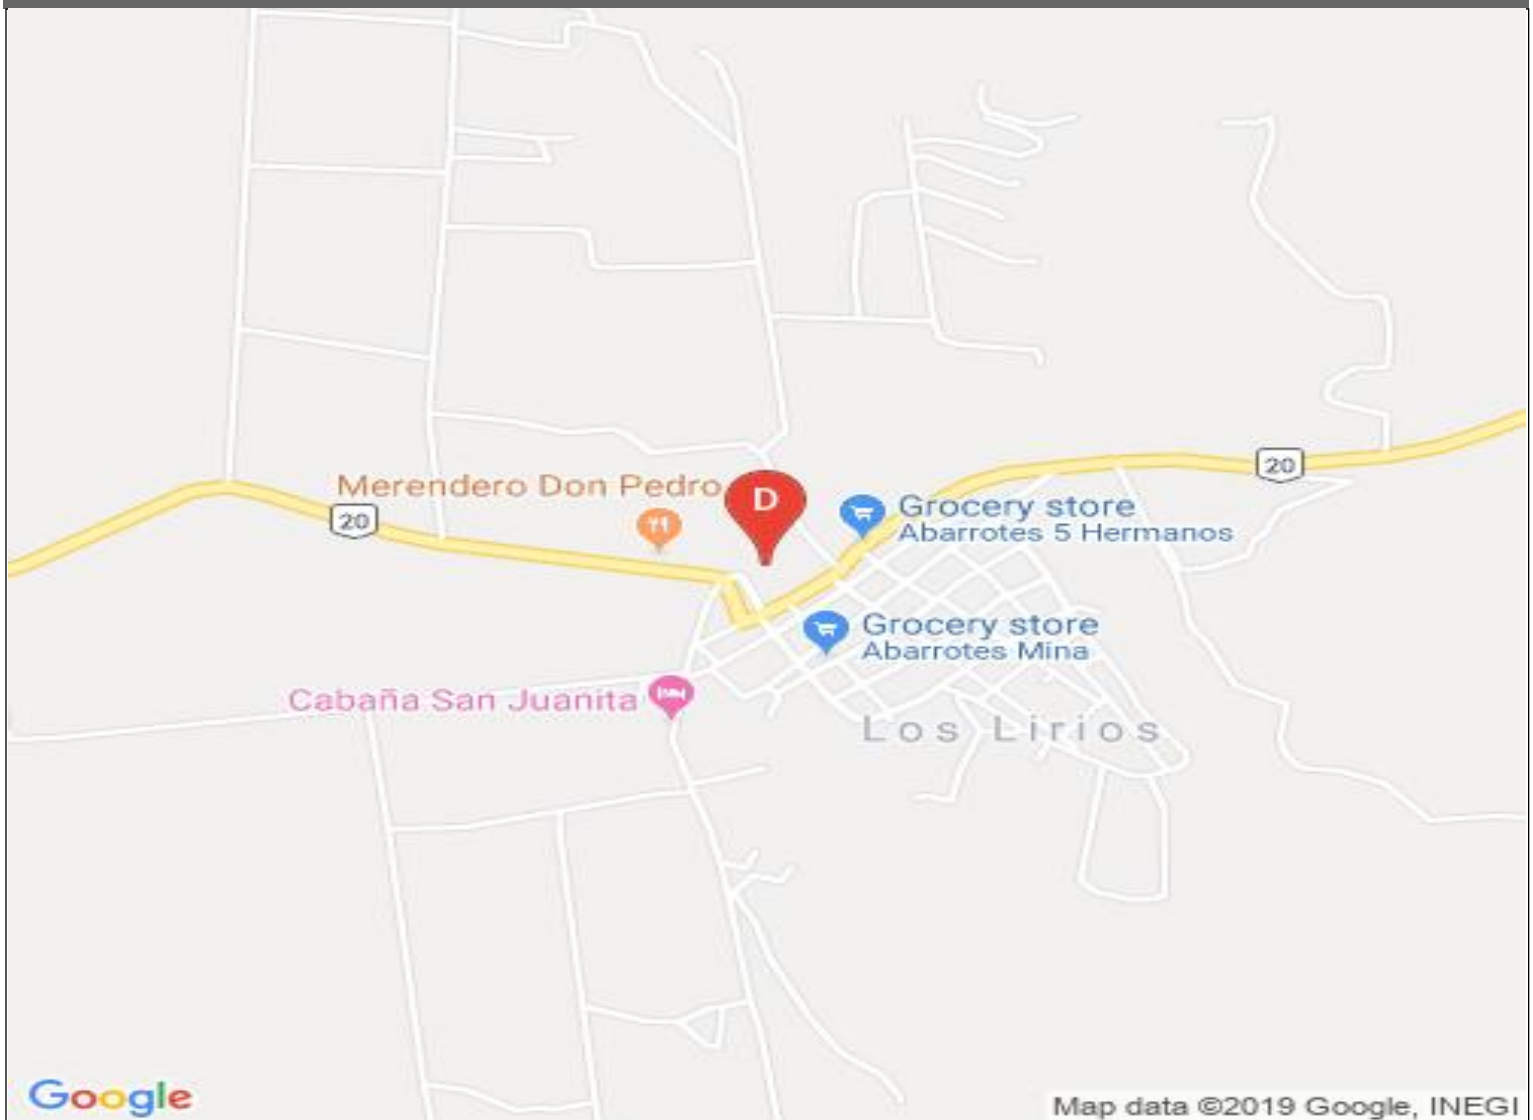 20
Merendero Don Pedro
D
20
Grocery store
Abarrotes 5 Hermanos
Grocery store
Abarrotes Mina
Cabaña San Juanita
Los Lirios
Google
Map data ©2019 Google, INEGI